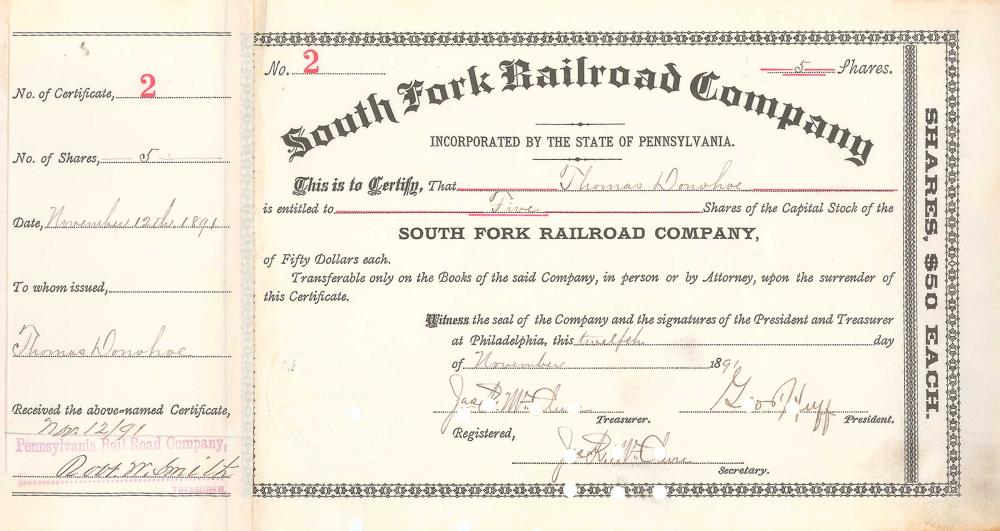 No. of Certificate, 2
No. of Shares, 5
Date, November 12th. 1891
To whom issued,
Thomas Donohoe
Received the above-named Certificate,
Nov. 12/91
Pennsylvania Rail Road Company,
Robt. W. Smith
TREASURER.
No. 2
5 Shares.
South Fork Railroad Company
INCORPORATED BY THE STATE OF PENNSYLVANIA.
This is to Certify, That Thomas Donohoe
is entitled to Five Shares of the Capital Stock of the
SOUTH FORK RAILROAD COMPANY,
of Fifty Dollars each.
Transferable only on the Books of the said Company, in person or by Attorney, upon the surrender of
this Certificate.
Witness the seal of the Company and the signatures of the President and Treasurer
at Philadelphia, this twelfth day
of November 1891
Treasurer.
President.
Registered,
Secretary.
SHARES, $50 EACH.